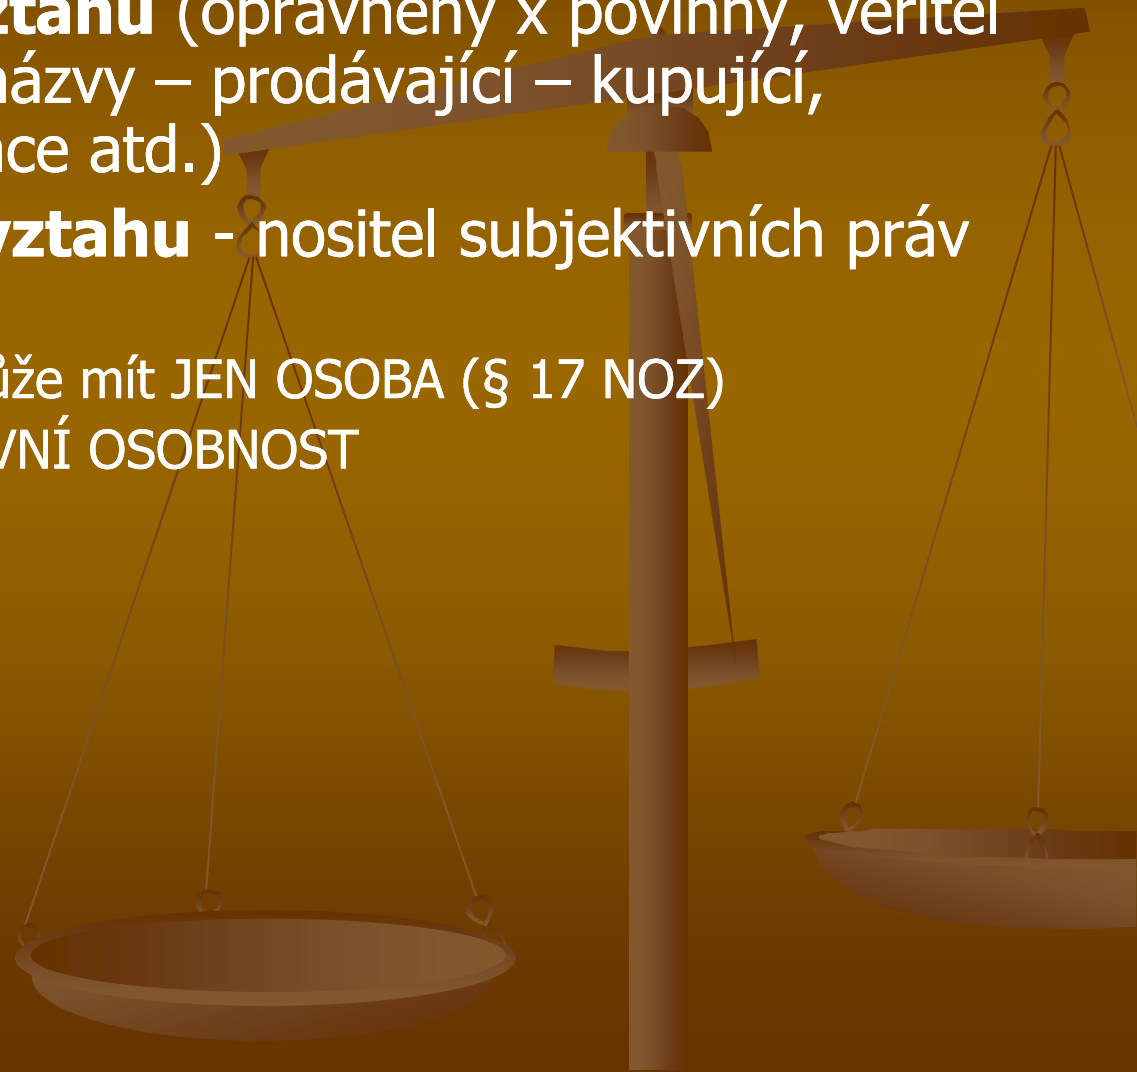 ztahu (oprávněný x povinný, věřitel
názvy – prodávající – kupující,
ce atd.)
vztahu - nositel subjektivních práv
ůže mít JEN OSOBA (§ 17 NOZ)
VNÍ OSOBNOST